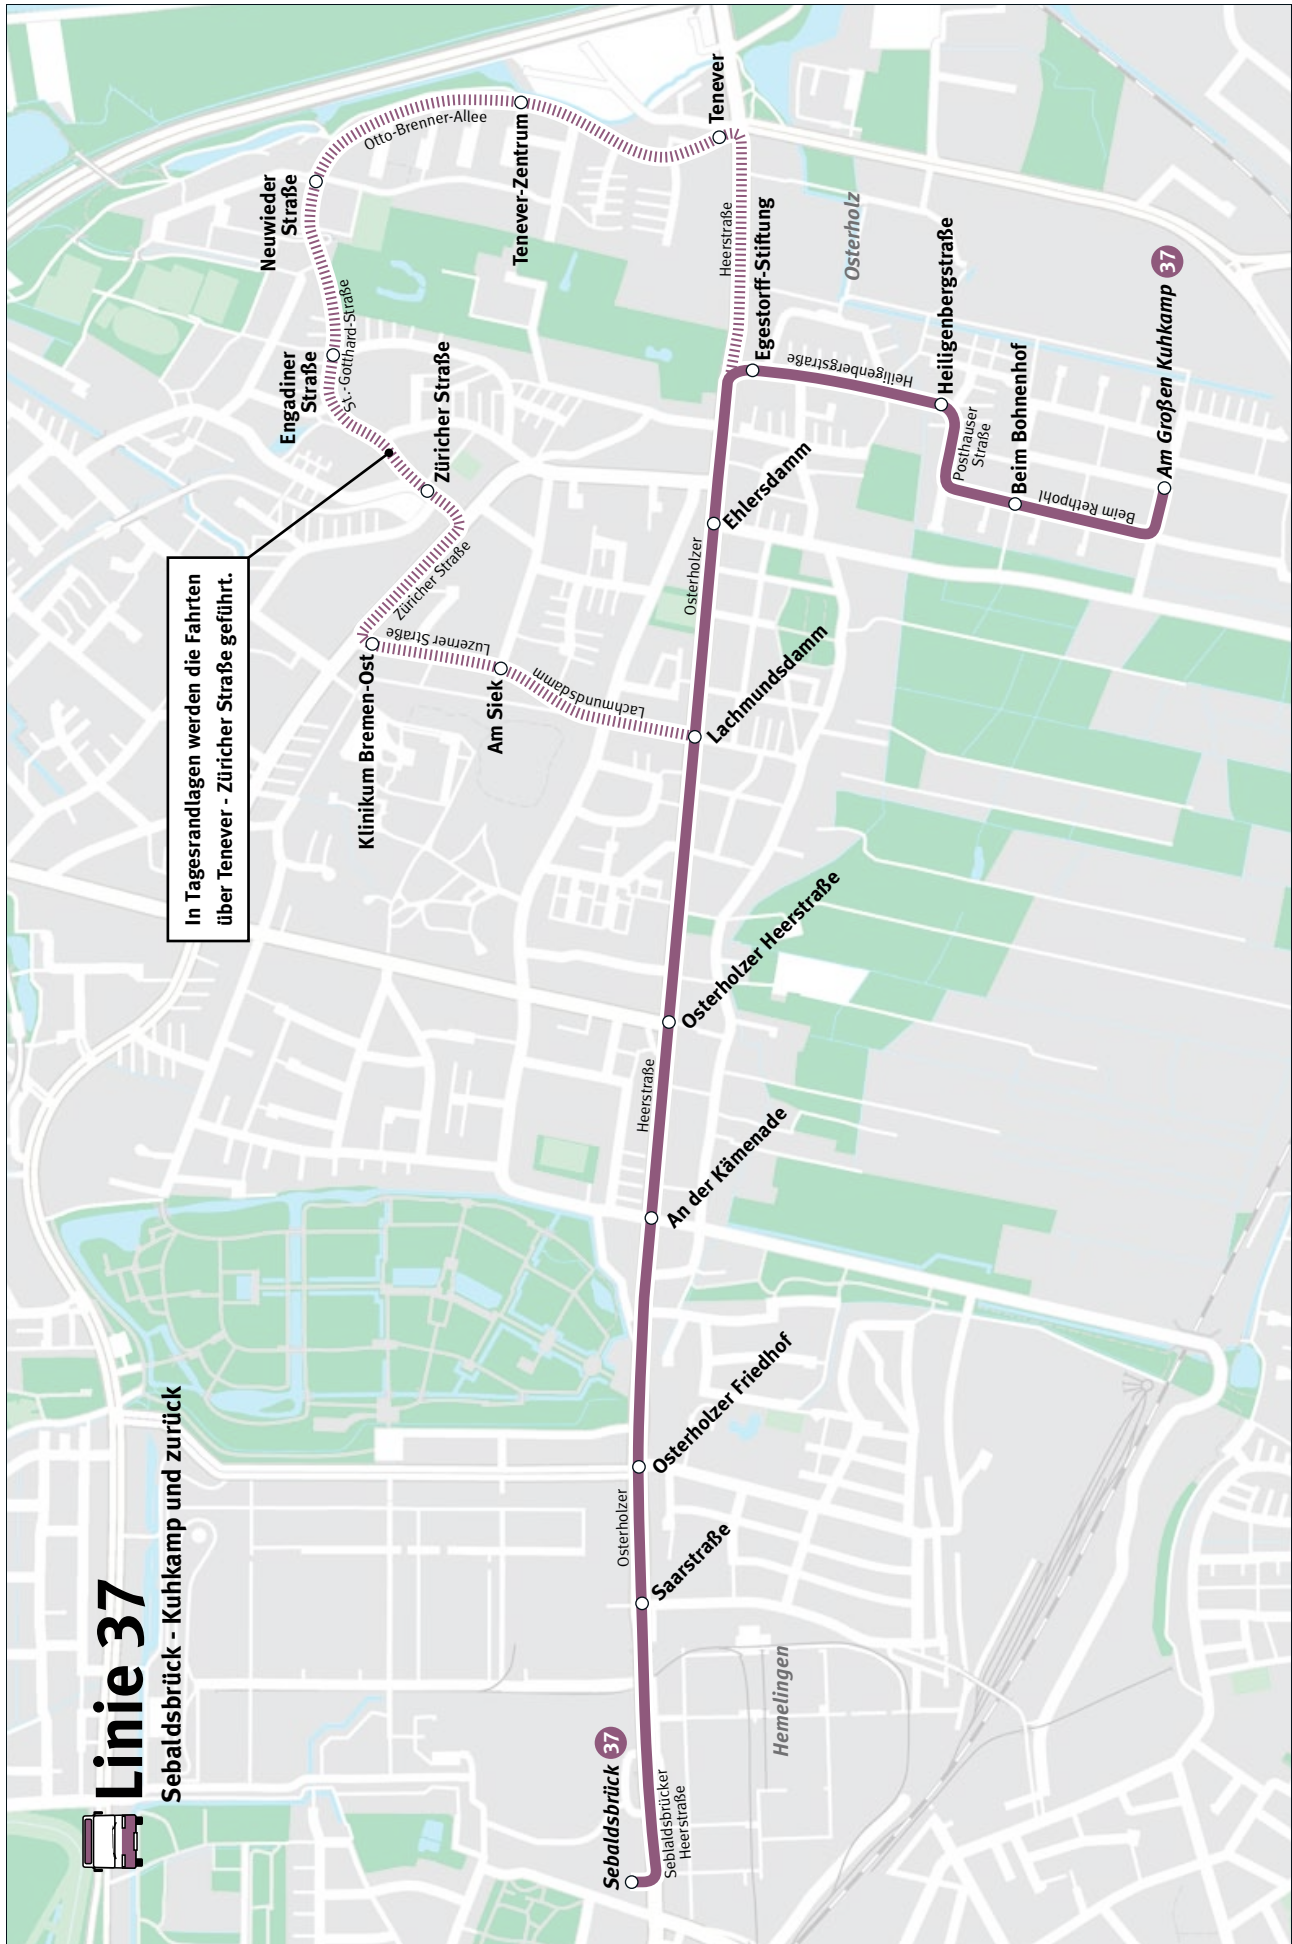 Linie 37
Sebaldsbrück - Kuhkamp und zurück
In Tagesrandlagen werden die Fahrten
über Tenever - Züricher Straße geführt.
Sebaldsbrück 37
Seblaldsbrücker
Heerstraße
Saarstraße
Osterholzer
Osterholzer Friedhof
An der Kämenade
Heerstraße
Osterholzer Heerstraße
Lachmundsdamm
Osterholzer
Ehlersdamm
Egestorff-Stiftung
Heiligenbergstraße
Heiligenbergstraße
Posthauser
Straße
Beim Bohnenhof
Beim Rethpohl
Am Großen Kuhkamp 37
Lachmundsdamm
Am Siek
Luzerner Straße
Klinikum Bremen-Ost
Züricher Straße
Züricher Straße
St.-Gotthard-Straße
Engadiner
Straße
Neuwieder
Straße
Otto-Brenner-Allee
Tenever-Zentrum
Tenever
Heerstraße
Osterholz
Hemelingen